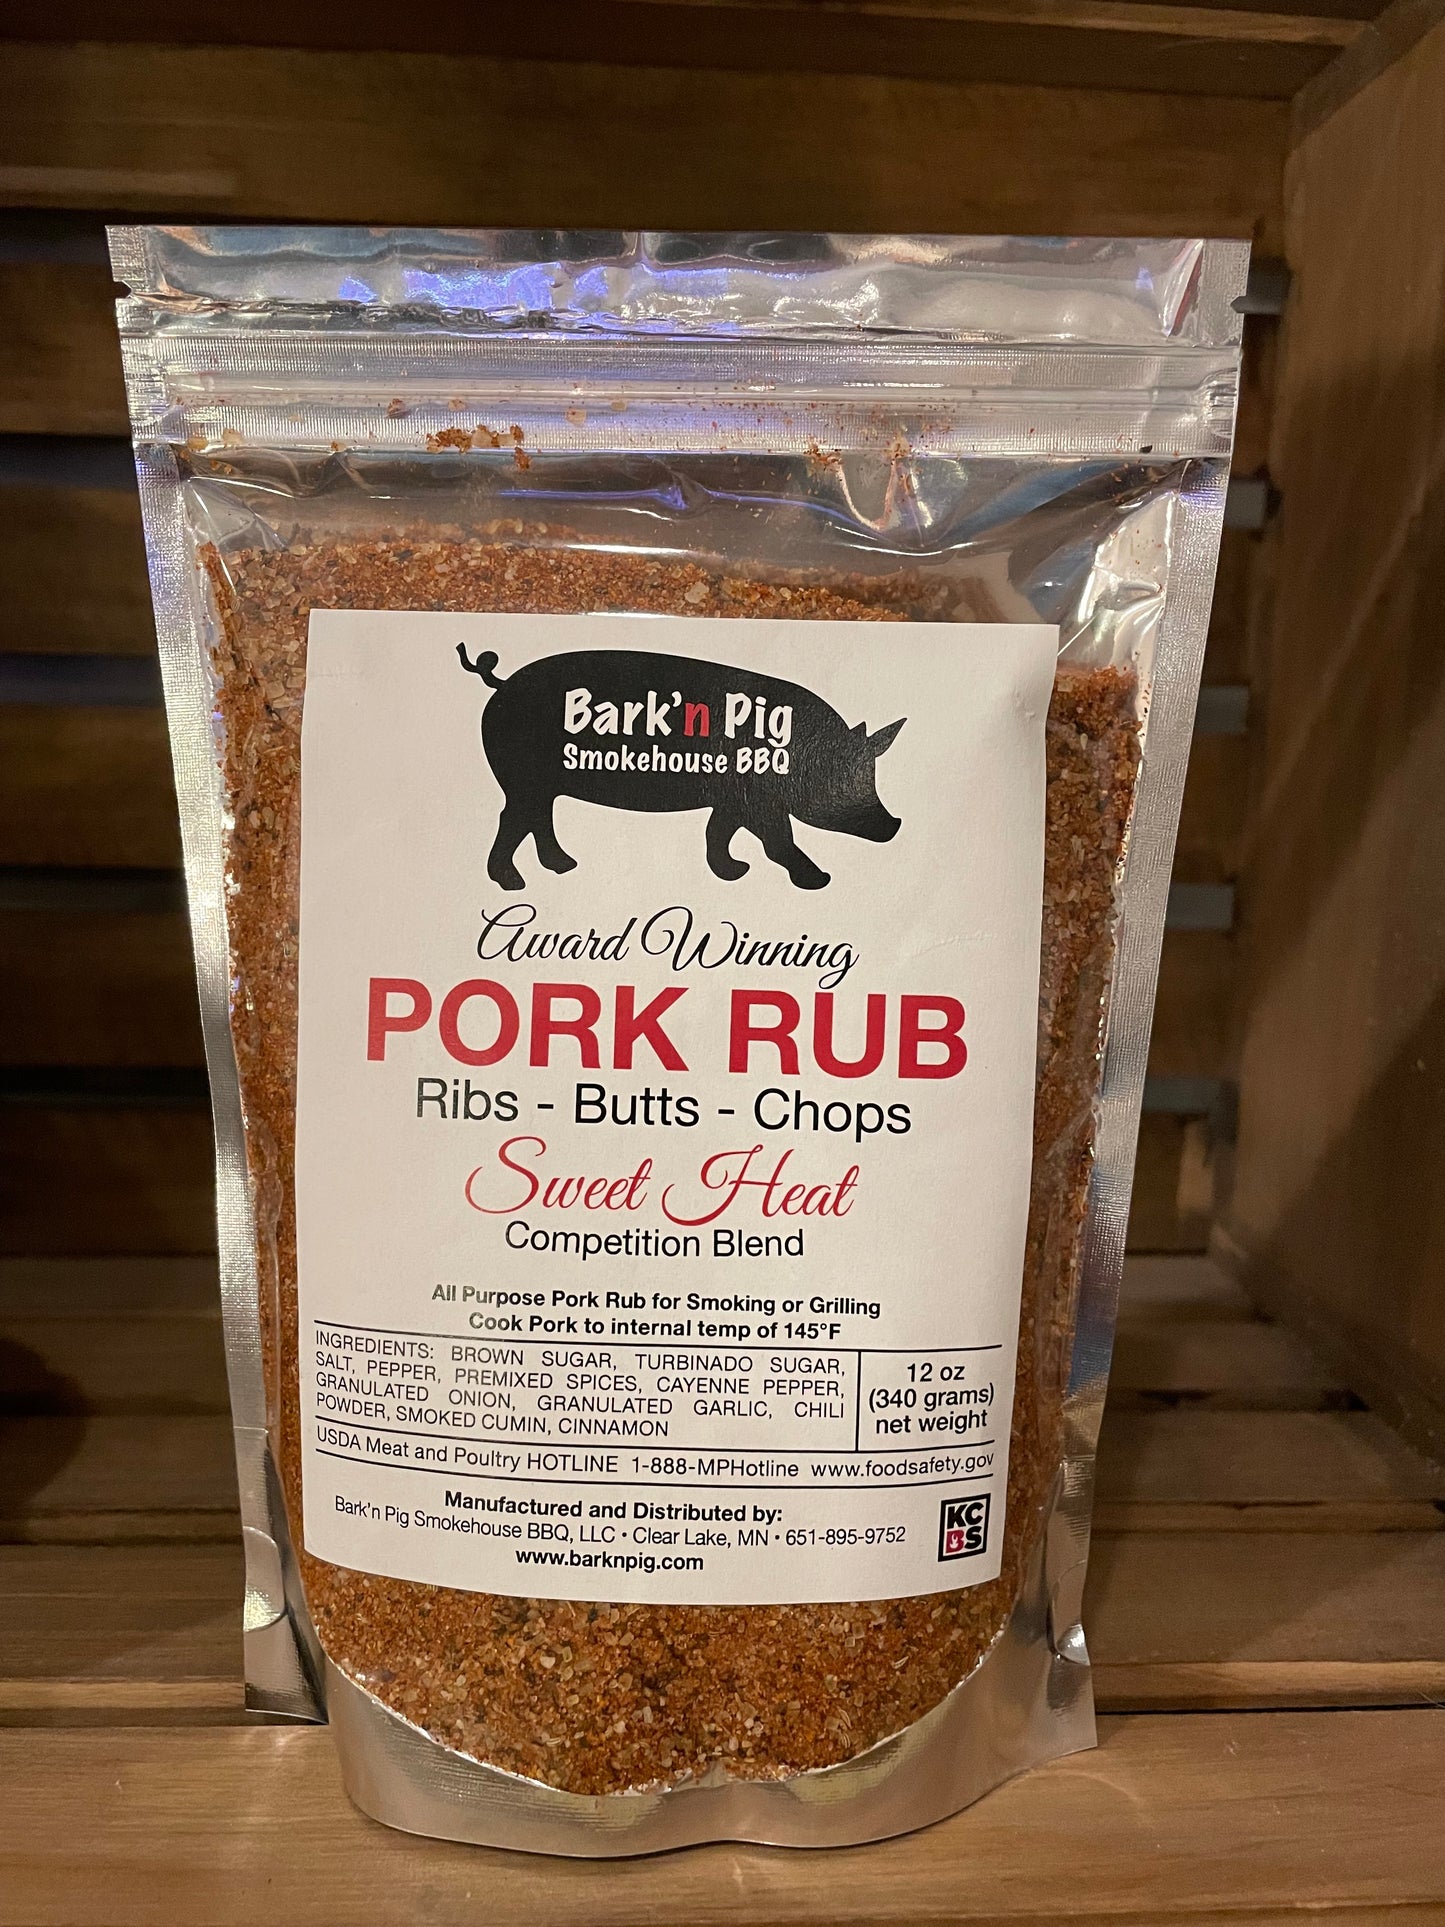 Bark'n Pig
Smokehouse BBQ
Award Winning
PORK RUB
Ribs - Butts - Chops
Sweet Heat
Competition Blend
All Purpose Pork Rub for Smoking or Grilling
Cook Pork to internal temp of 145°F
INGREDIENTS: BROWN SUGAR, TURBINADO SUGAR,
SALT, PEPPER, PREMIXED SPICES, CAYENNE PEPPER,
GRANULATED ONION, GRANULATED GARLIC, CHILI
POWDER, SMOKED CUMIN, CINNAMON
12 oz
(340 grams)
net weight
USDA Meat and Poultry HOTLINE 1-888-MPHotline www.foodsafety.gov
Manufactured and Distributed by:
Bark'n Pig Smokehouse BBQ, LLC • Clear Lake, MN • 651-895-9752
www.barknpig.com
KC
BS